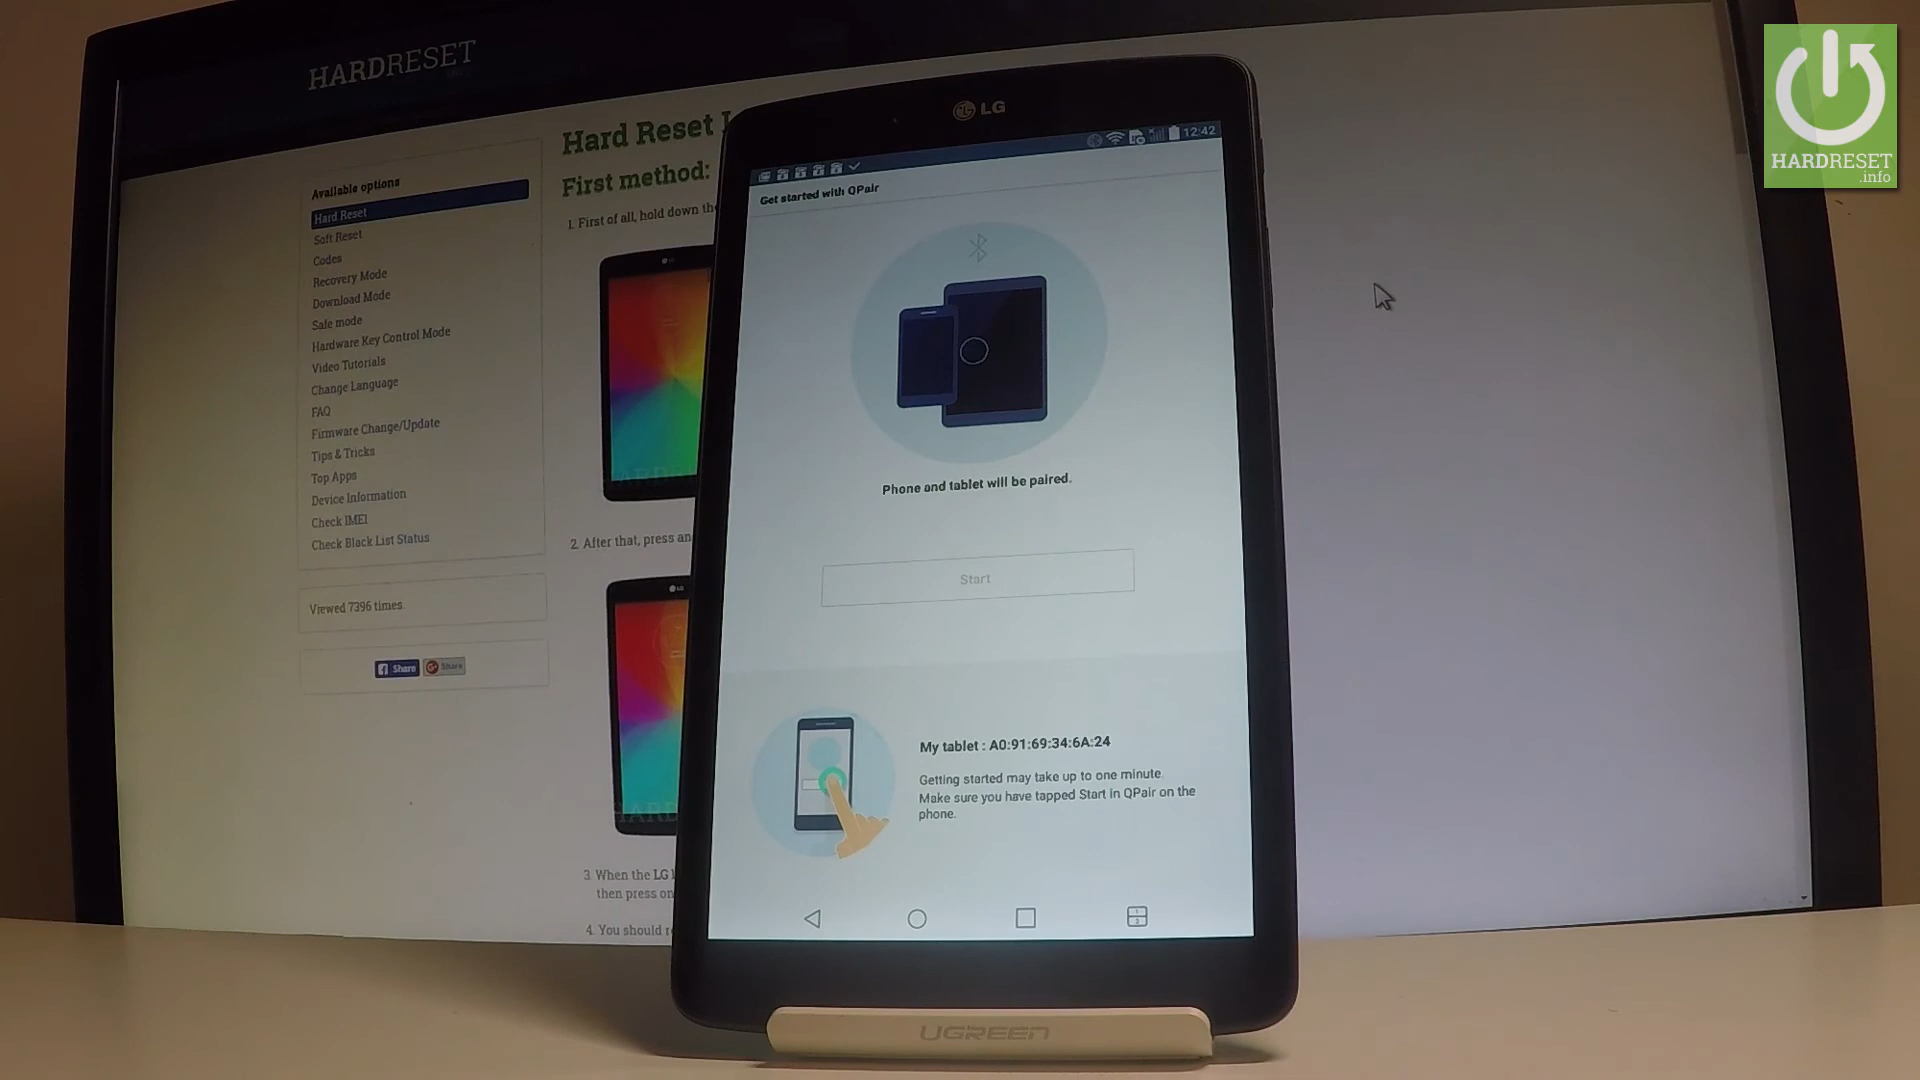 HARDRESET
Available options
Hard Reset
Soft Reset
Codes
Recovery Mode
Download Mode
Safe mode
Hardware Key Control Mode
Video Tutorials
Change Language
FAQ
Firmware Change/Update
Tips & Tricks
Top Apps
Device Information
Check IMEI
Check Black List Status
Viewed 7396 times.
Share
Share
Hard Reset
First method:
1. First of all, hold down the
2. After that, press
3. When the LG
then press on
4. You should
LG
12:42
Get started with QPair
Phone and tablet will be paired.
Start
My tablet : A0:91:69:34:6A:24
Getting started may take up to one minute.
Make sure you have tapped Start in QPair on the
phone.
UGREEN
HARDRESET
.info